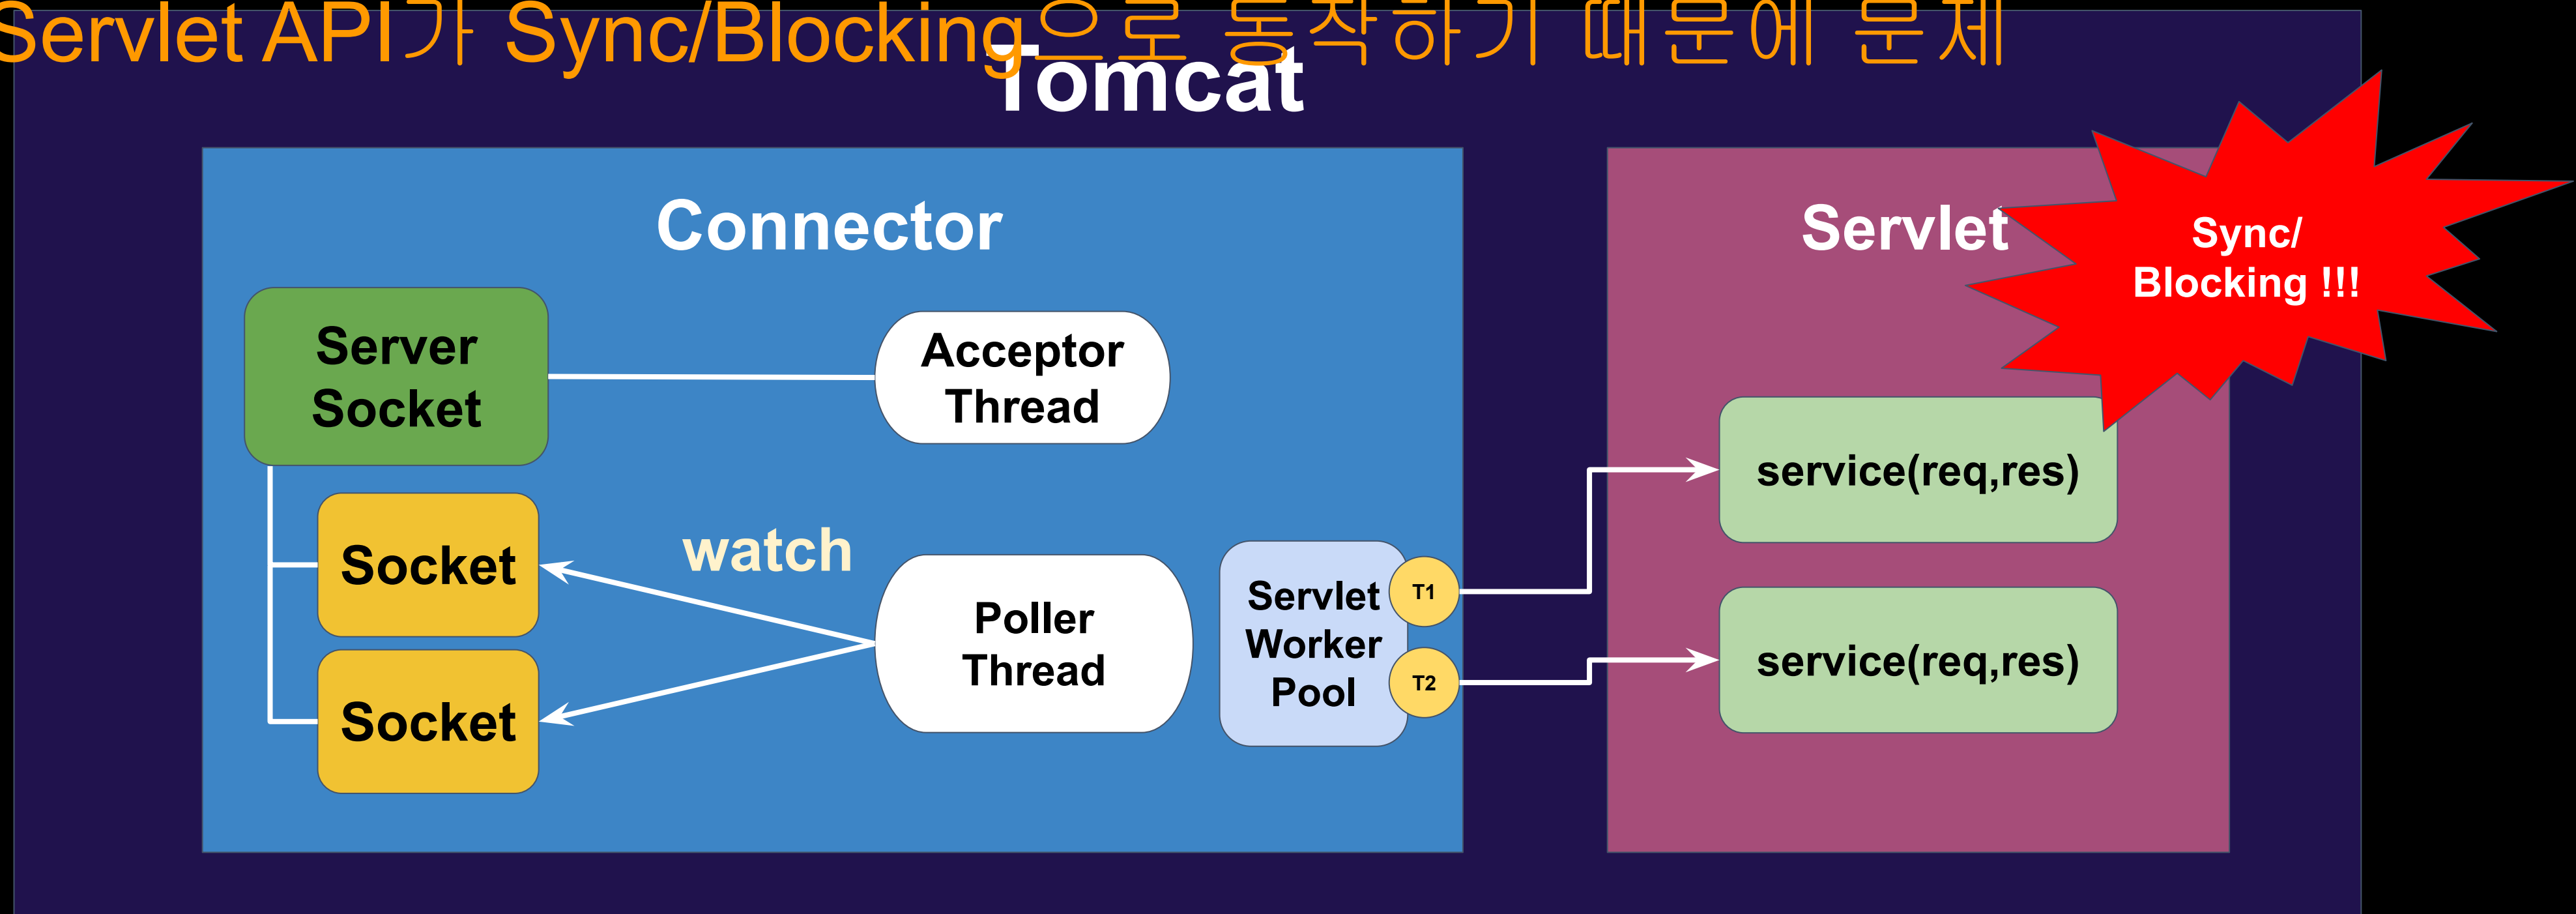 Servlet API가 Sync/Blocking으로 동작하기 때문에 문제
Tomcat
Connector
Server
Socket
Acceptor
Thread
Socket
Socket
watch
Poller
Thread
Servlet
Worker
Pool
T1
T2
Servlet
Sync/
Blocking !!!
service(req,res)
service(req,res)